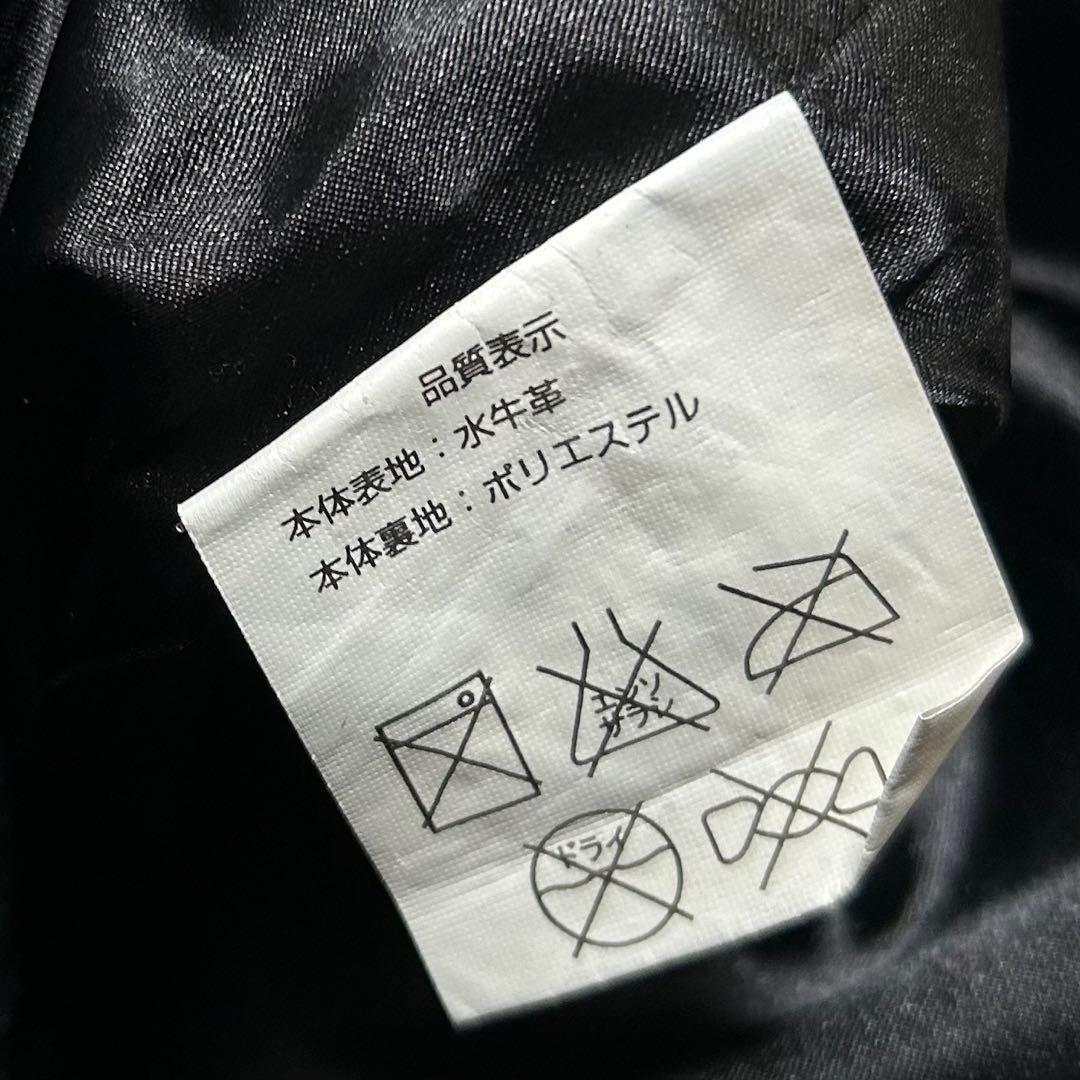 品質表示
本体表地：水牛革
本体裏地：ポリエステル
エンソ
サラシ
ドライ